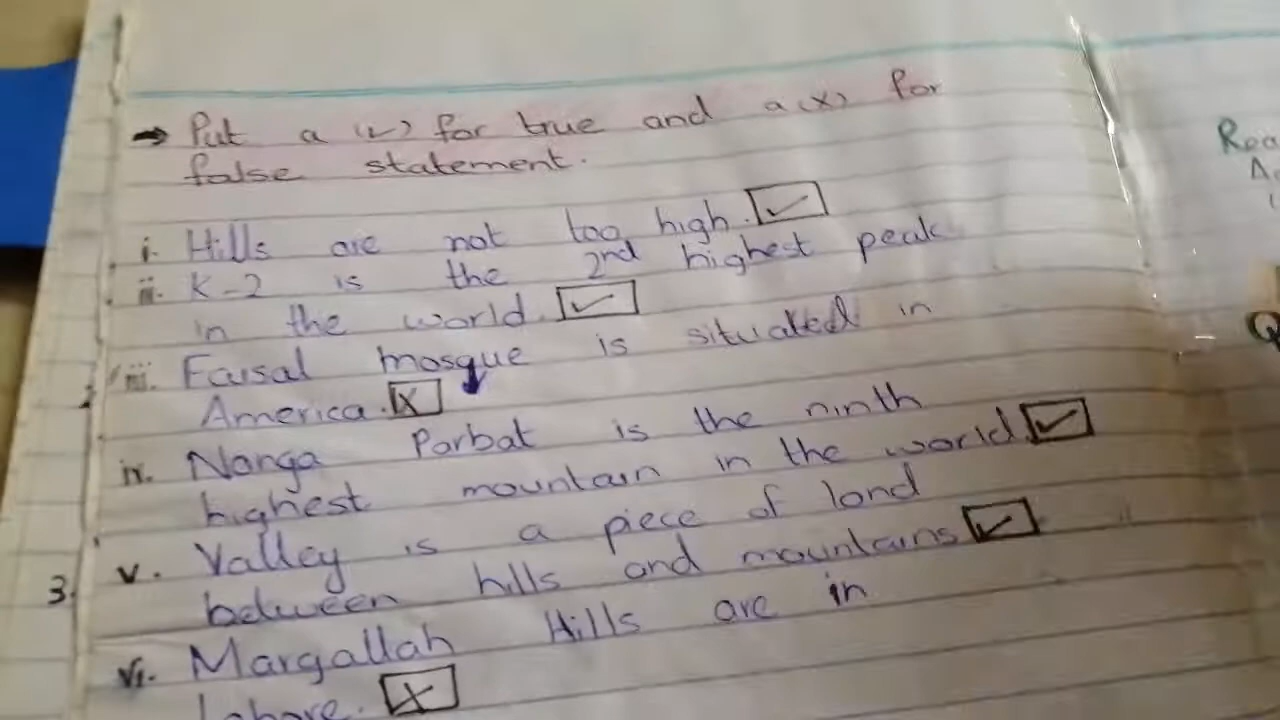 → Put a (✓) for true and a (x) for
false statement.
i. Hills are not too high. ✓
ii. K-2 is the 2nd highest peak
in the world. ✓
iii. Faisal mosque is situated in
America. x
iv. Nanga Parbat is the ninth
highest mountain in the world. ✓
v. Valley is a piece of land
3.
between hills and mountains ✓
vi. Margallah Hills are in
Lahore. x